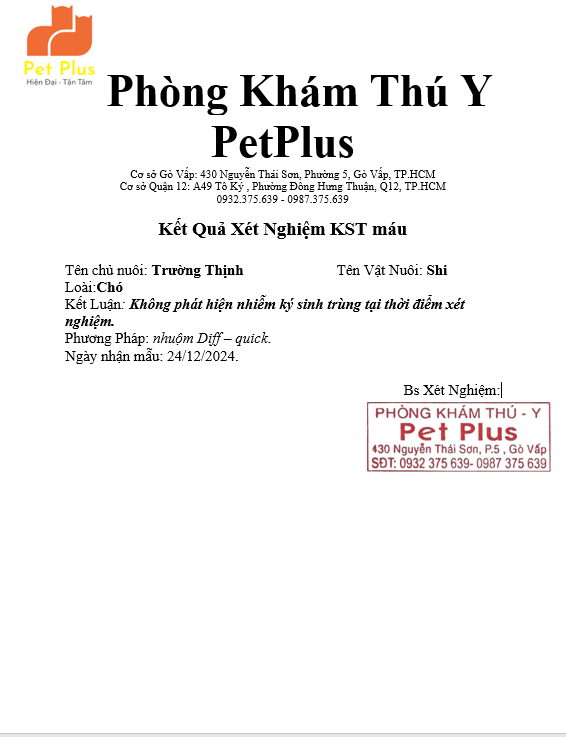 Pet Plus
Hiện Đại - Tận Tâm
Phòng Khám Thú Y
PetPlus
Cơ sở Gò Vấp: 430 Nguyễn Thái Sơn, Phường 5, Gò Vấp, TP.HCM
Cơ sở Quận 12: A49 Tô Ký , Phường Đông Hưng Thuận, Q12, TP.HCM
0932.375.639 - 0987.375.639
Kết Quả Xét Nghiệm KST máu
Tên chủ nuôi: Trường Thịnh Tên Vật Nuôi: Shi
Loài:Chó
Kết Luận: Không phát hiện nhiễm ký sinh trùng tại thời điểm xét
nghiệm.
Phương Pháp: nhuộm Diff – quick.
Ngày nhận mẫu: 24/12/2024.
Bs Xét Nghiệm:
PHÒNG KHÁM THÚ - Y
Pet Plus
430 Nguyễn Thái Sơn, P.5 , Gò Vấp
SĐT: 0932 375 639- 0987 375 639